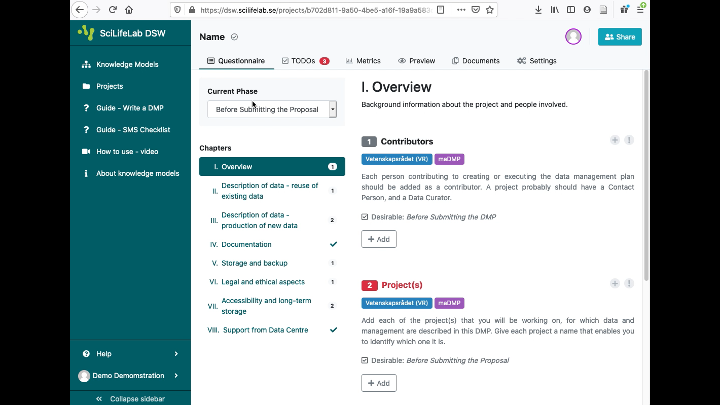 https://dsw.scilifelab.se/projects/b702d811-9a60-4be5-a16f-19a9a683
SciLifeLab DSW
Name
Share
Questionnaire
TODOs 3
Metrics
Preview
Documents
Settings
Knowledge Models
Projects
Guide - Write a DMP
Guide - SMS Checklist
How to use - video
About knowledge models
Help
Demo Demomstration
Collapse sidebar
Current Phase
Before Submitting the Proposal
Chapters
I. Overview 1
II. Description of data - reuse of
existing data 1
III. Description of data -
production of new data 2
IV. Documentation
V. Storage and backup 1
VI. Legal and ethical aspects 1
VII. Accessibility and long-term
storage 2
VIII. Support from Data Centre
I. Overview
Background information about the project and people involved.
1 Contributors
Vetenskapsrådet (VR) maDMP
Each person contributing to creating or executing the data management plan
should be added as a contributor. A project probably should have a Contact
Person, and a Data Curator.
Desirable: Before Submitting the DMP
+ Add
2 Project(s)
Vetenskapsrådet (VR) maDMP
Add each of the project(s) that you will be working on, for which data and
management are described in this DMP. Give each project a name that enables you
to identify which one it is.
Desirable: Before Submitting the Proposal
+ Add